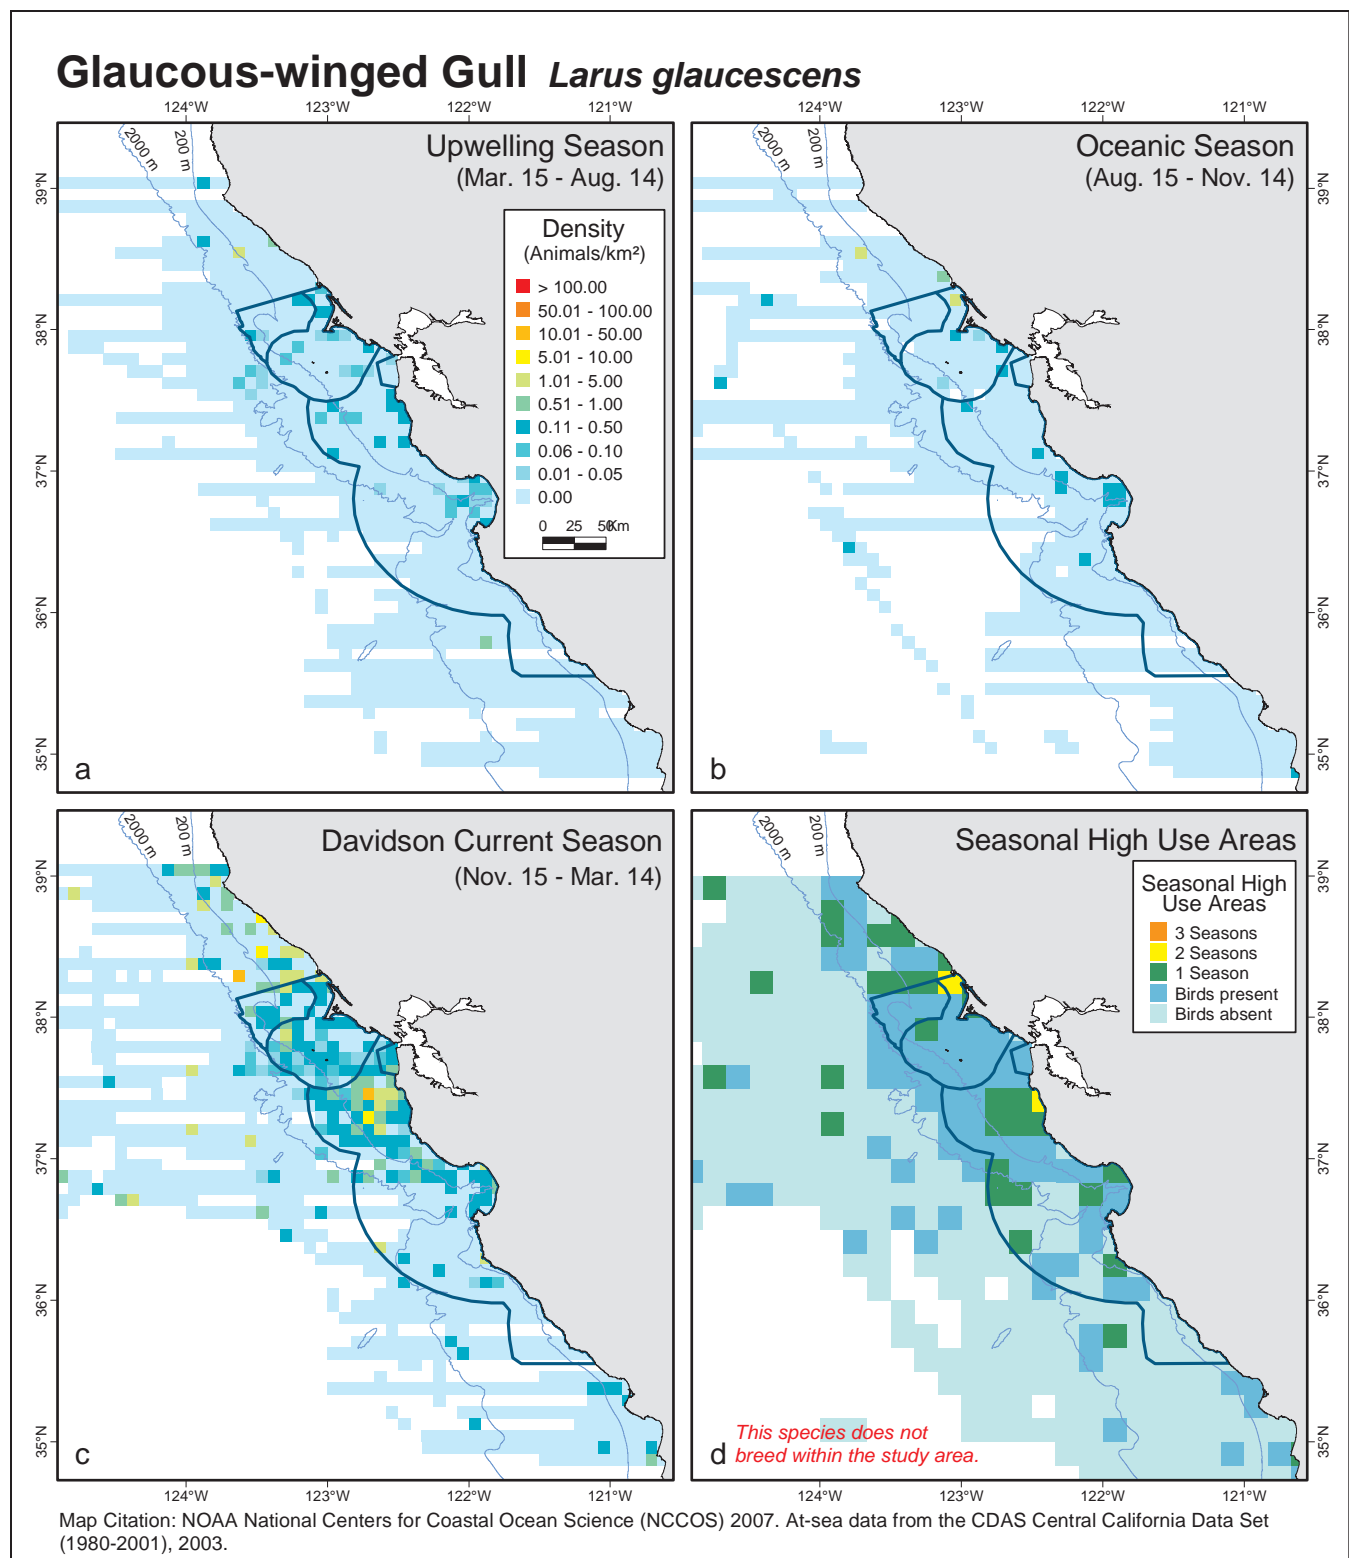 Glaucous-winged Gull Larus glaucescens
124°W 123°W 122°W 121°W 124°W 123°W 122°W 121°W
2000 m
200 m
Upwelling Season
(Mar. 15 - Aug. 14)
39°N
38°N
37°N
36°N
35°N
Density
(Animals/km²)
> 100.00
50.01 - 100.00
10.01 - 50.00
5.01 - 10.00
1.01 - 5.00
0.51 - 1.00
0.11 - 0.50
0.06 - 0.10
0.01 - 0.05
0.00
0 25 50 Km
a
2000 m
200 m
Oceanic Season
(Aug. 15 - Nov. 14)
39°N
38°N
37°N
36°N
35°N
b
2000 m
200 m
Davidson Current Season
(Nov. 15 - Mar. 14)
39°N
38°N
37°N
36°N
35°N
c
2000 m
200 m
Seasonal High Use Areas
39°N
38°N
37°N
36°N
35°N
Seasonal High
Use Areas
3 Seasons
2 Seasons
1 Season
Birds present
Birds absent
This species does not
breed within the study area.
d
124°W 123°W 122°W 121°W 124°W 123°W 122°W 121°W
Map Citation: NOAA National Centers for Coastal Ocean Science (NCCOS) 2007. At-sea data from the CDAS Central California Data Set
(1980-2001), 2003.